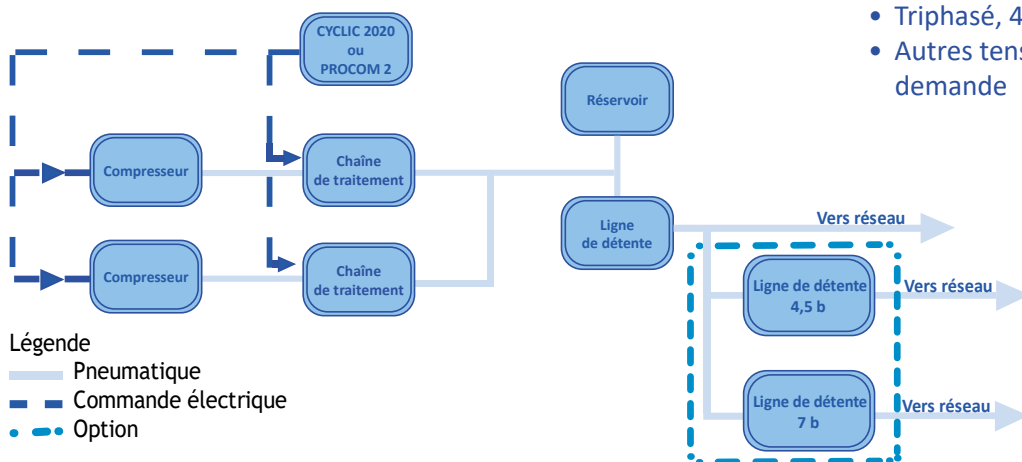 CYCLIC 2020
ou
PROCOM 2
• Triphasé, 4
• Autres
demande
Réservoir
Compresseur
Chaîne
de traitement
Ligne
de détente
Vers réseau
Compresseur
Chaîne
de traitement
Ligne de détente
4,5 b
Vers réseau
Ligne de détente
7 b
Vers réseau
Légende
Pneumatique
Commande électrique
Option